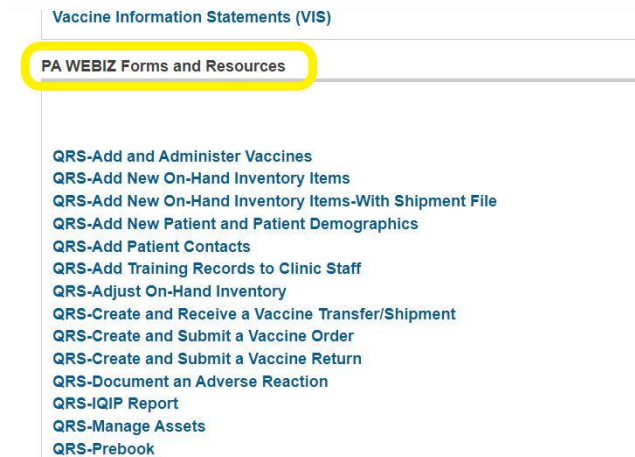 Vaccine Information Statements (VIS)
PA WEBIZ Forms and Resources
QRS-Add and Administer Vaccines
QRS-Add New On-Hand Inventory Items
QRS-Add New On-Hand Inventory Items-With Shipment File
QRS-Add New Patient and Patient Demographics
QRS-Add Patient Contacts
QRS-Add Training Records to Clinic Staff
QRS-Adjust On-Hand Inventory
QRS-Create and Receive a Vaccine Transfer/Shipment
QRS-Create and Submit a Vaccine Order
QRS-Create and Submit a Vaccine Return
QRS-Document an Adverse Reaction
QRS-IQIP Report
QRS-Manage Assets
QRS-Prebook